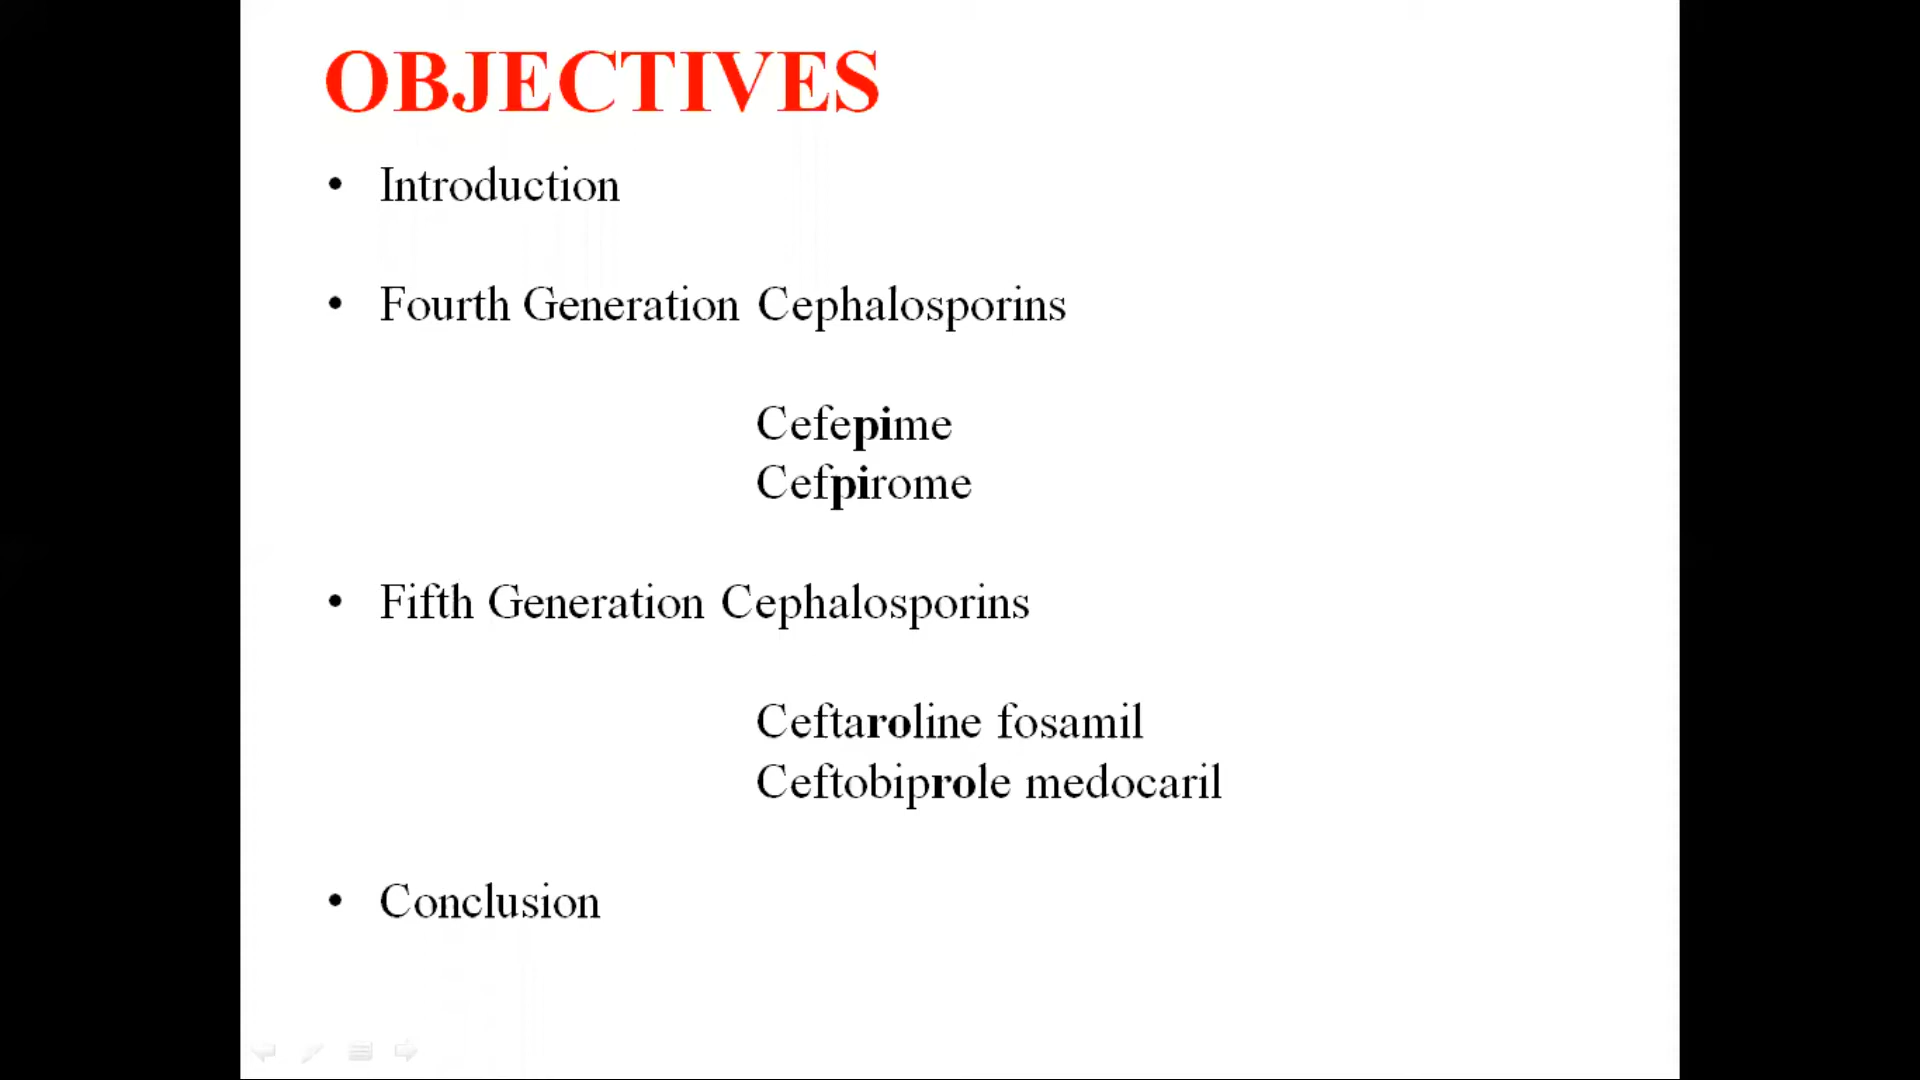 OBJECTIVES
• Introduction
• Fourth Generation Cephalosporins
Cefepime
Cefpirome
• Fifth Generation Cephalosporins
Ceftaroline fosamil
Ceftobiprole medocaril
• Conclusion